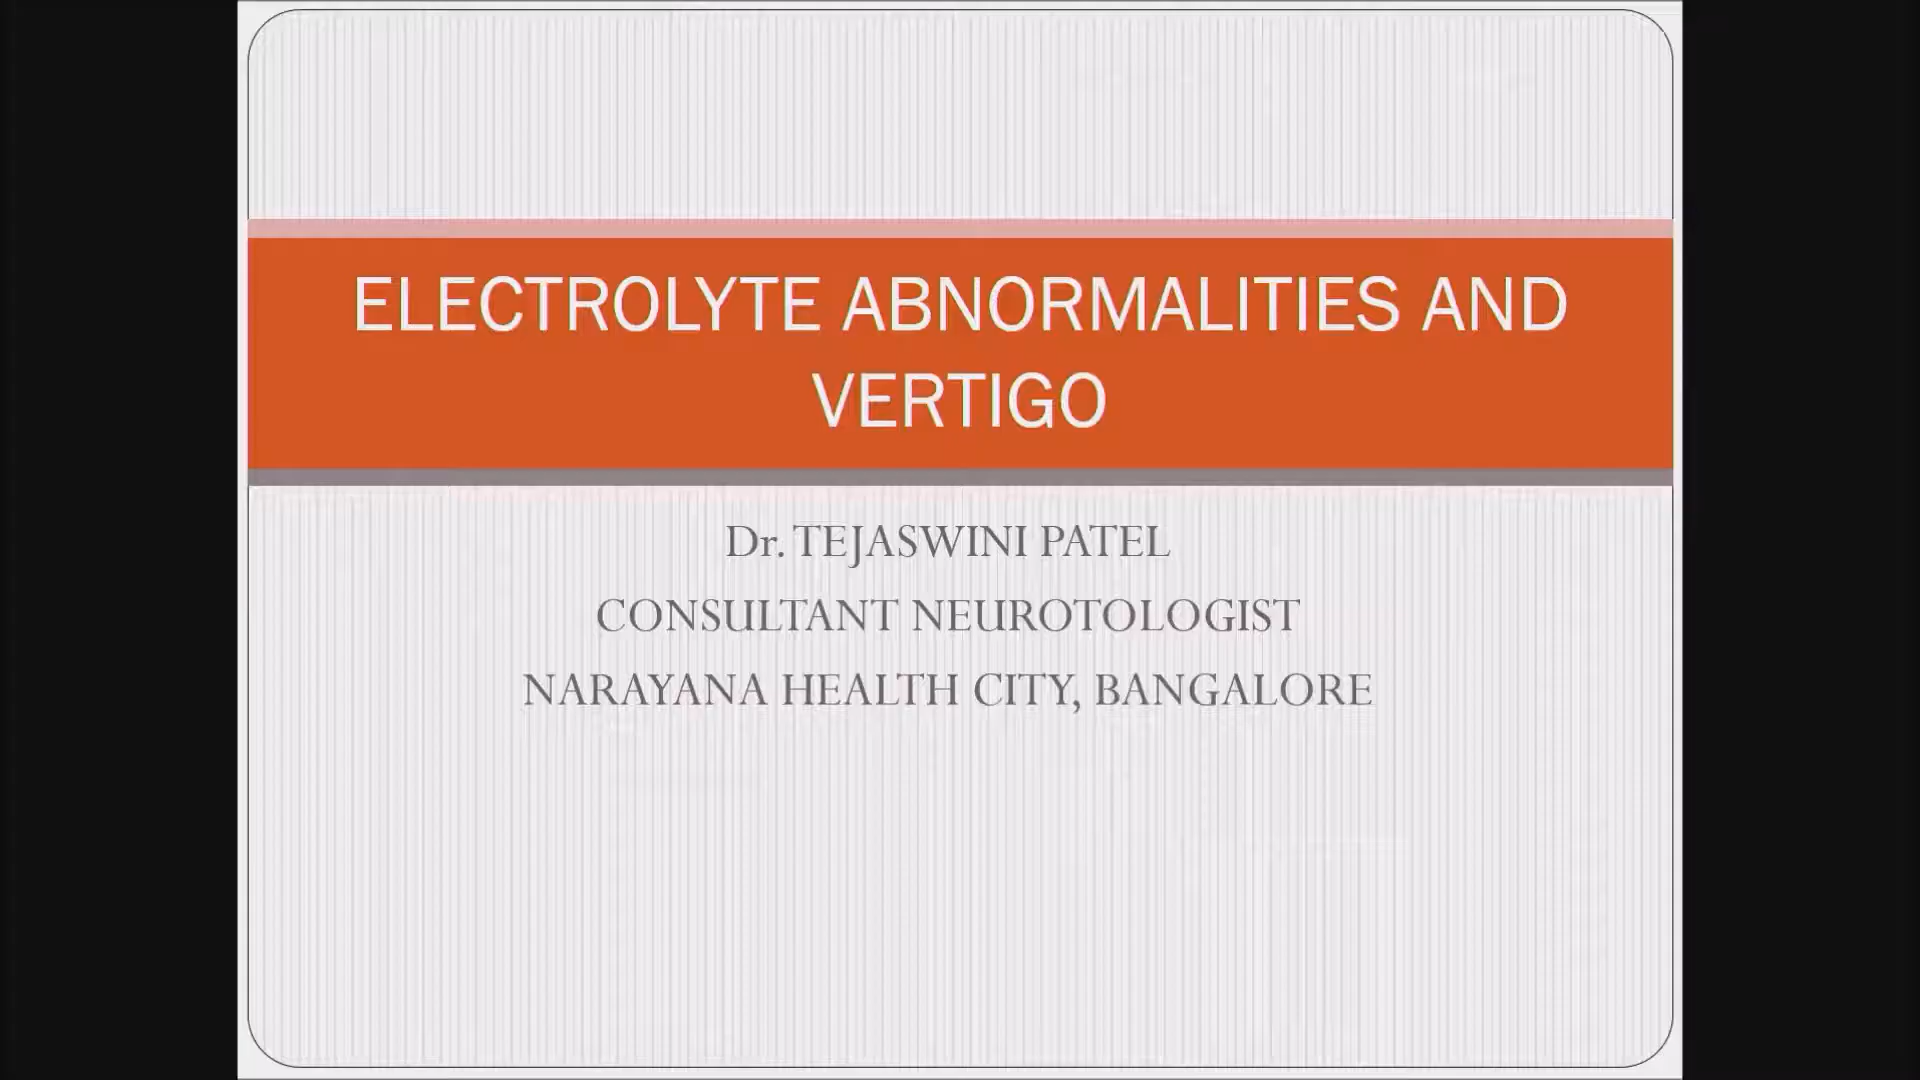 ELECTROLYTE ABNORMALITIES AND
VERTIGO
Dr. TEJASWINI PATEL
CONSULTANT NEUROTOLOGIST
NARAYANA HEALTH CITY, BANGALORE